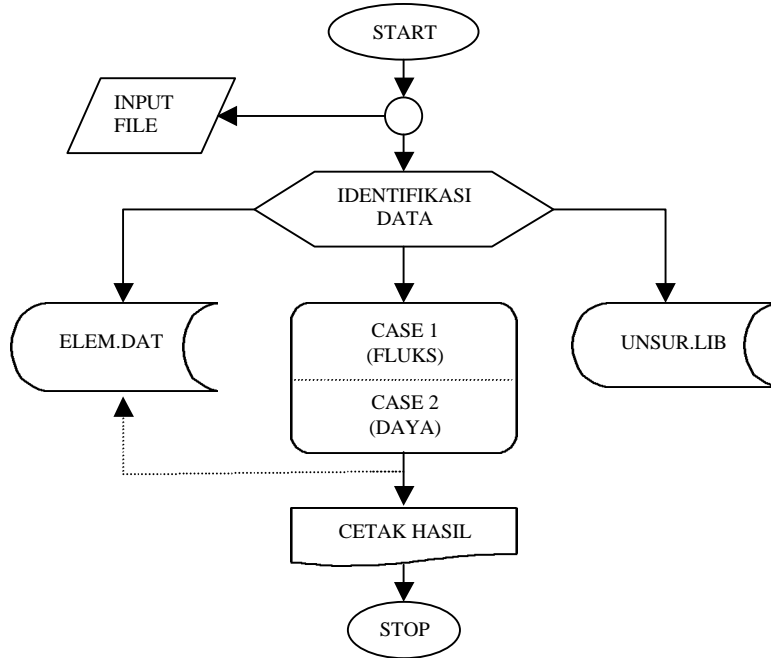 START
INPUT
FILE
IDENTIFIKASI
DATA
ELEM.DAT
CASE 1
(FLUKS)
UNSUR.LIB
CASE 2
(DAYA)
CETAK HASIL
STOP